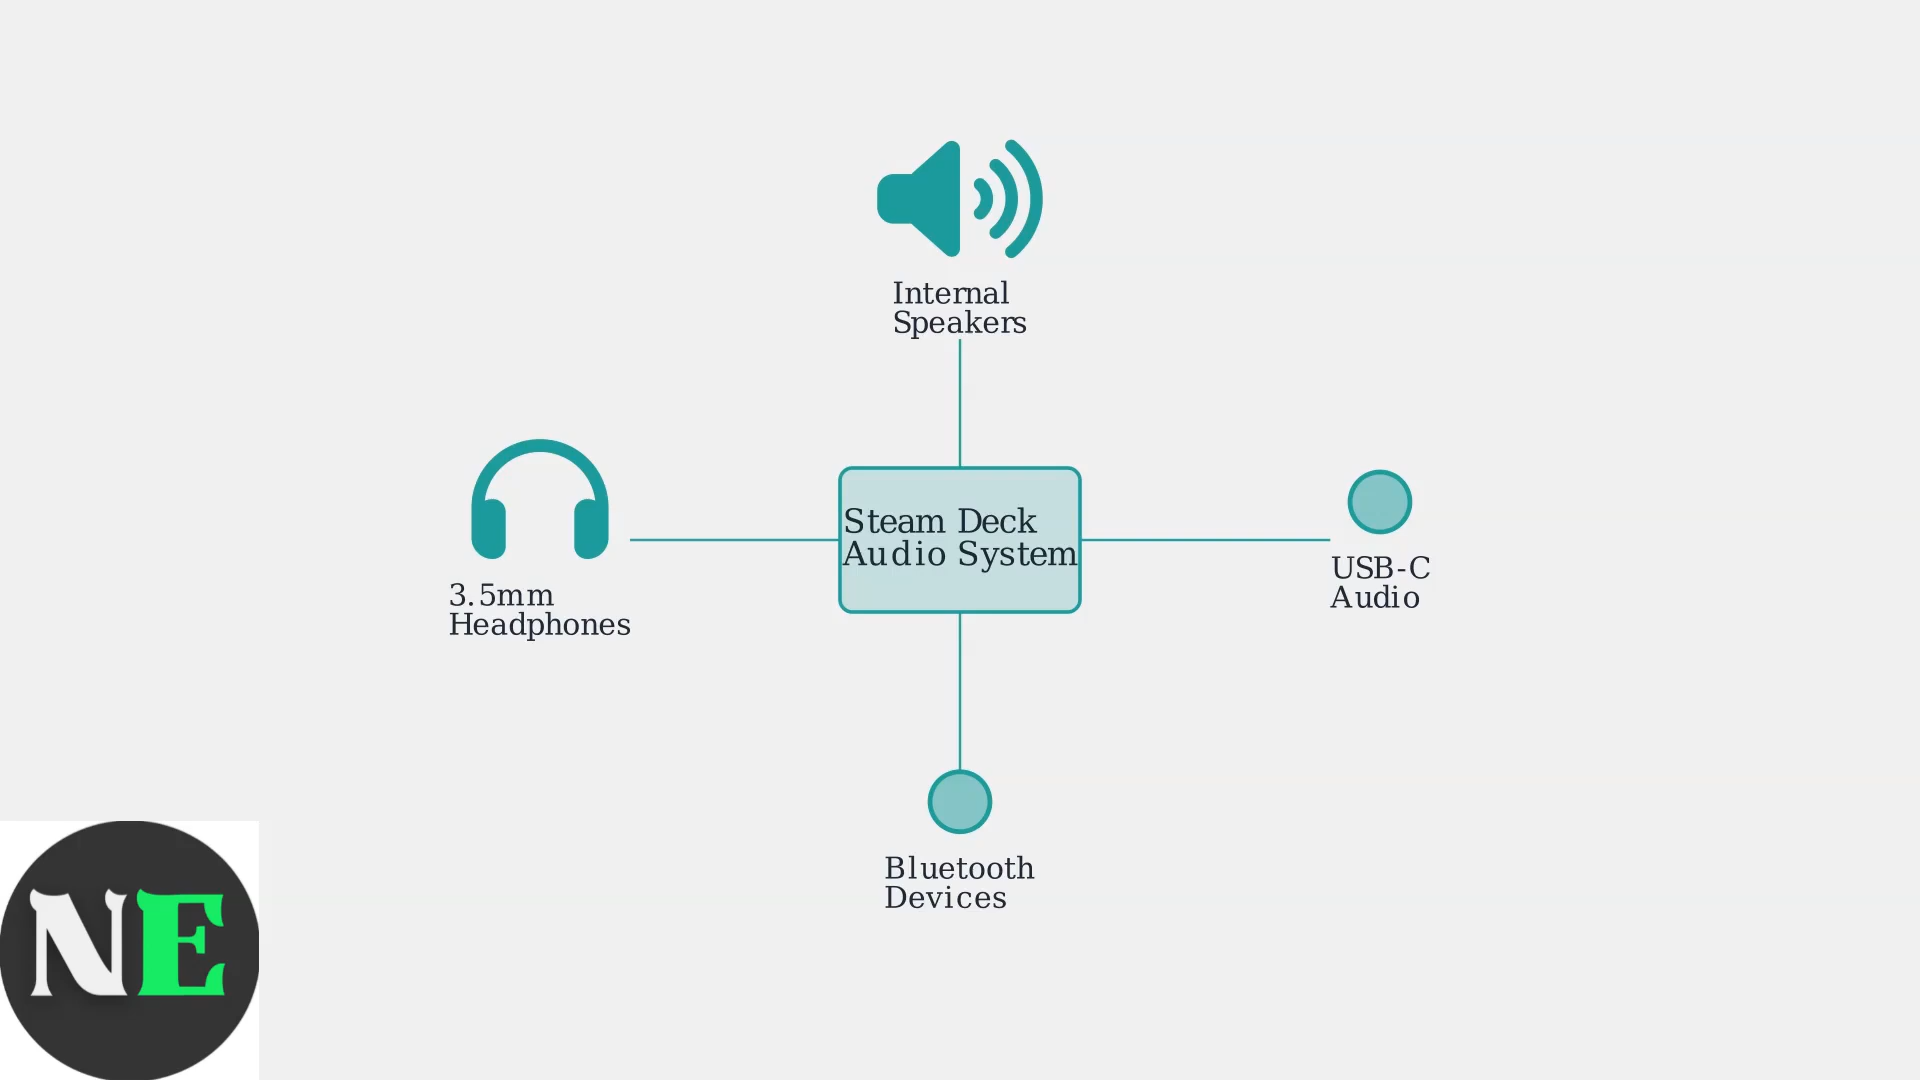 Internal
Speakers
3.5mm
Headphones
Steam Deck
Audio System
USB-C
Audio
Bluetooth
Devices
NE